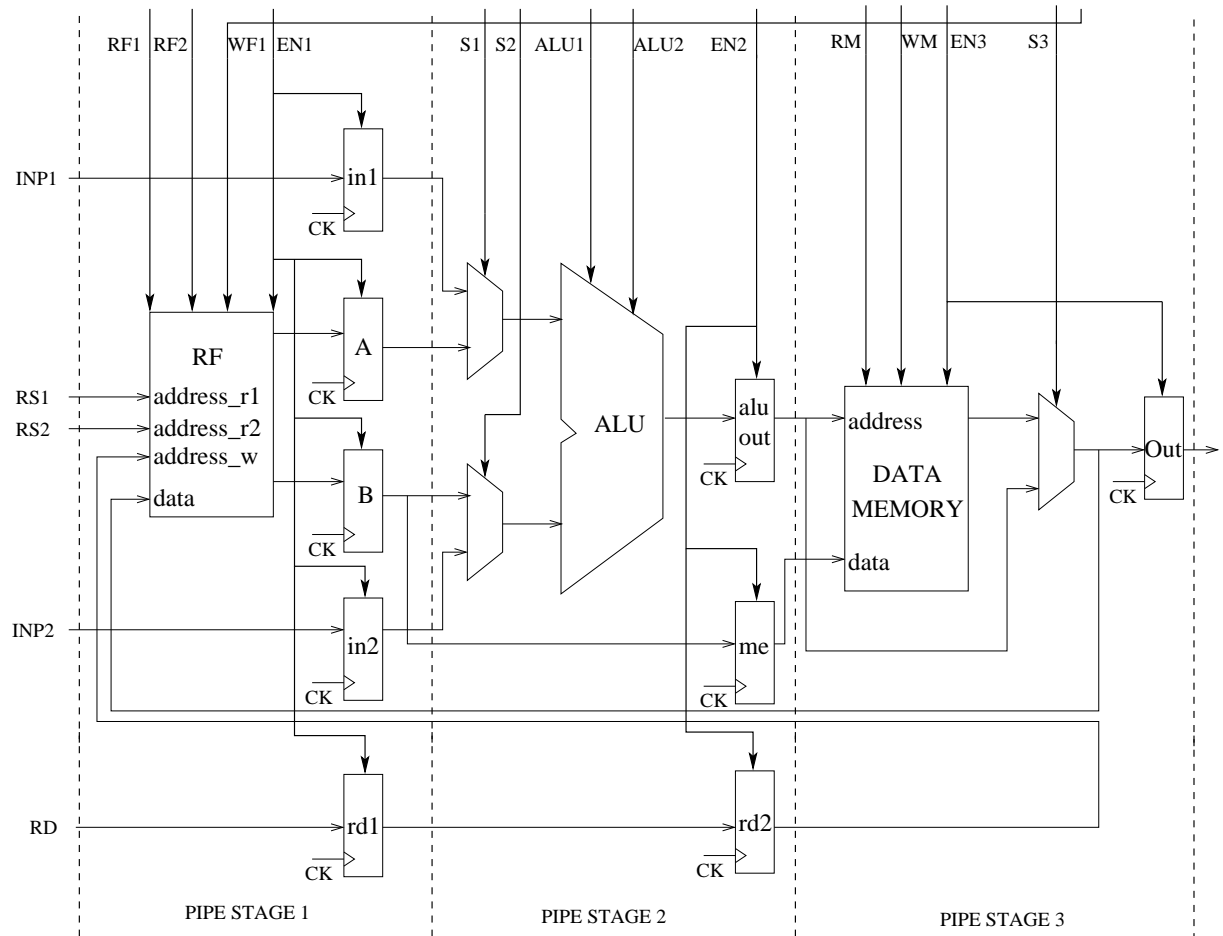 RF1 RF2 WF1 EN1 S1 S2 ALU1 ALU2 EN2 RM WM EN3 S3
INP1
in1
CK
RF
A
CK
RS1
address_r1
RS2
address_r2
address_w
data
B
CK
ALU
alu
out
CK
address
DATA
MEMORY
data
Out
CK
INP2
in2
CK
me
CK
RD
rd1
CK
rd2
CK
PIPE STAGE 1
PIPE STAGE 2
PIPE STAGE 3